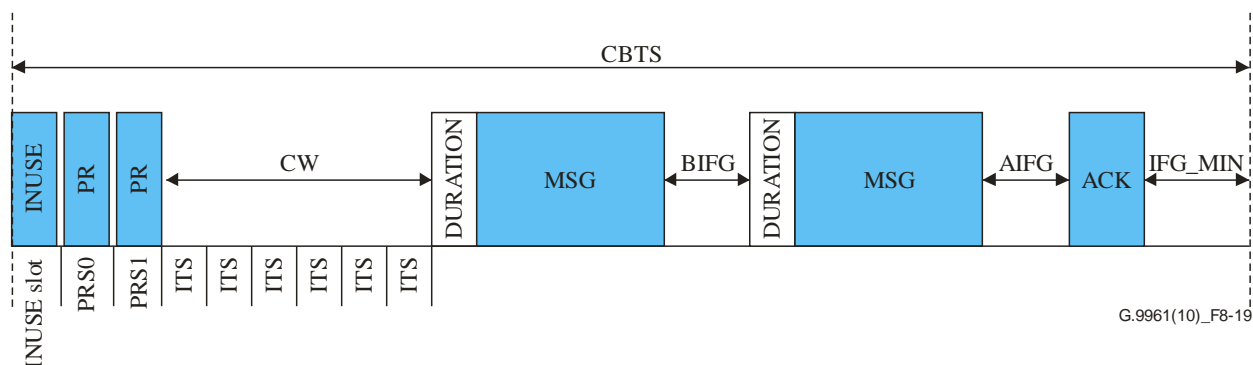 CBTS
INUSE
PR
PR
CW
DURATION
MSG
BIFG
DURATION
MSG
AIFG
ACK
IFG_MIN
INUSE slot
PRS0
PRS1
ITS
ITS
ITS
ITS
ITS
ITS
G.9961(10)_F8-19